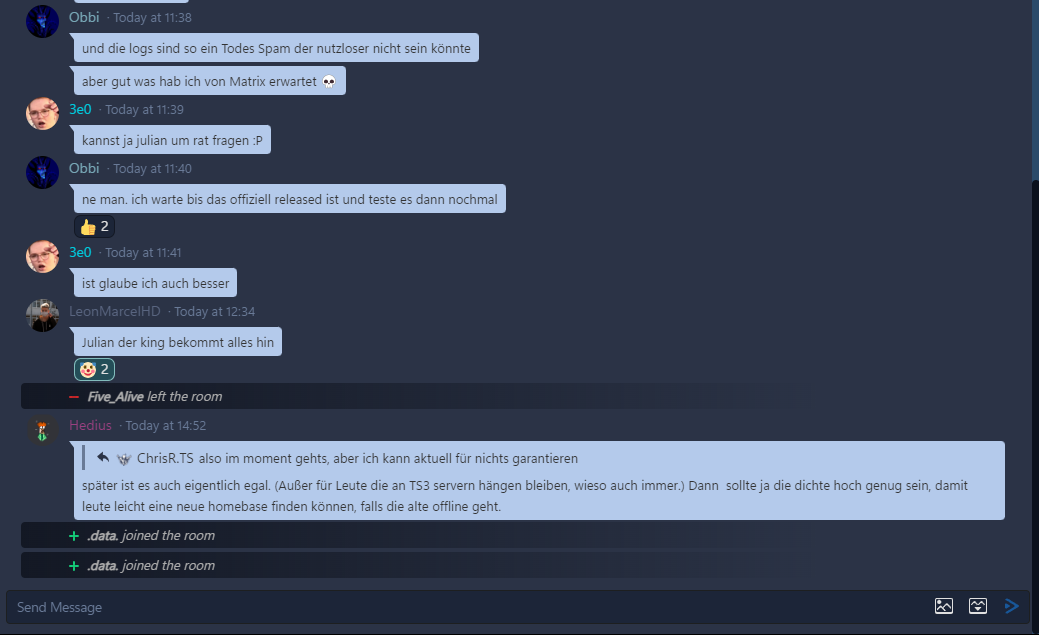 Obbi · Today at 11:38
und die logs sind so ein Todes Spam der nutzloser nicht sein könnte
aber gut was hab ich von Matrix erwartet 💀
3e0 · Today at 11:39
kannst ja julian um rat fragen :P
Obbi · Today at 11:40
ne man. ich warte bis das offiziell released ist und teste es dann nochmal
👍 2
3e0 · Today at 11:41
ist glaube ich auch besser
LeonMarcelHD · Today at 12:34
Julian der king bekommt alles hin
🤡 2
– Five_Alive left the room
Hedius · Today at 14:52
ChrisR.TS also im moment gehts, aber ich kann aktuell für nichts garantieren
später ist es auch eigentlich egal. (Außer für Leute die an TS3 servern hängen bleiben, wieso auch immer.) Dann sollte ja die dichte hoch genug sein, damit
leute leicht eine neue homebase finden können, falls die alte offline geht.
+ .data. joined the room
+ .data. joined the room
Send Message